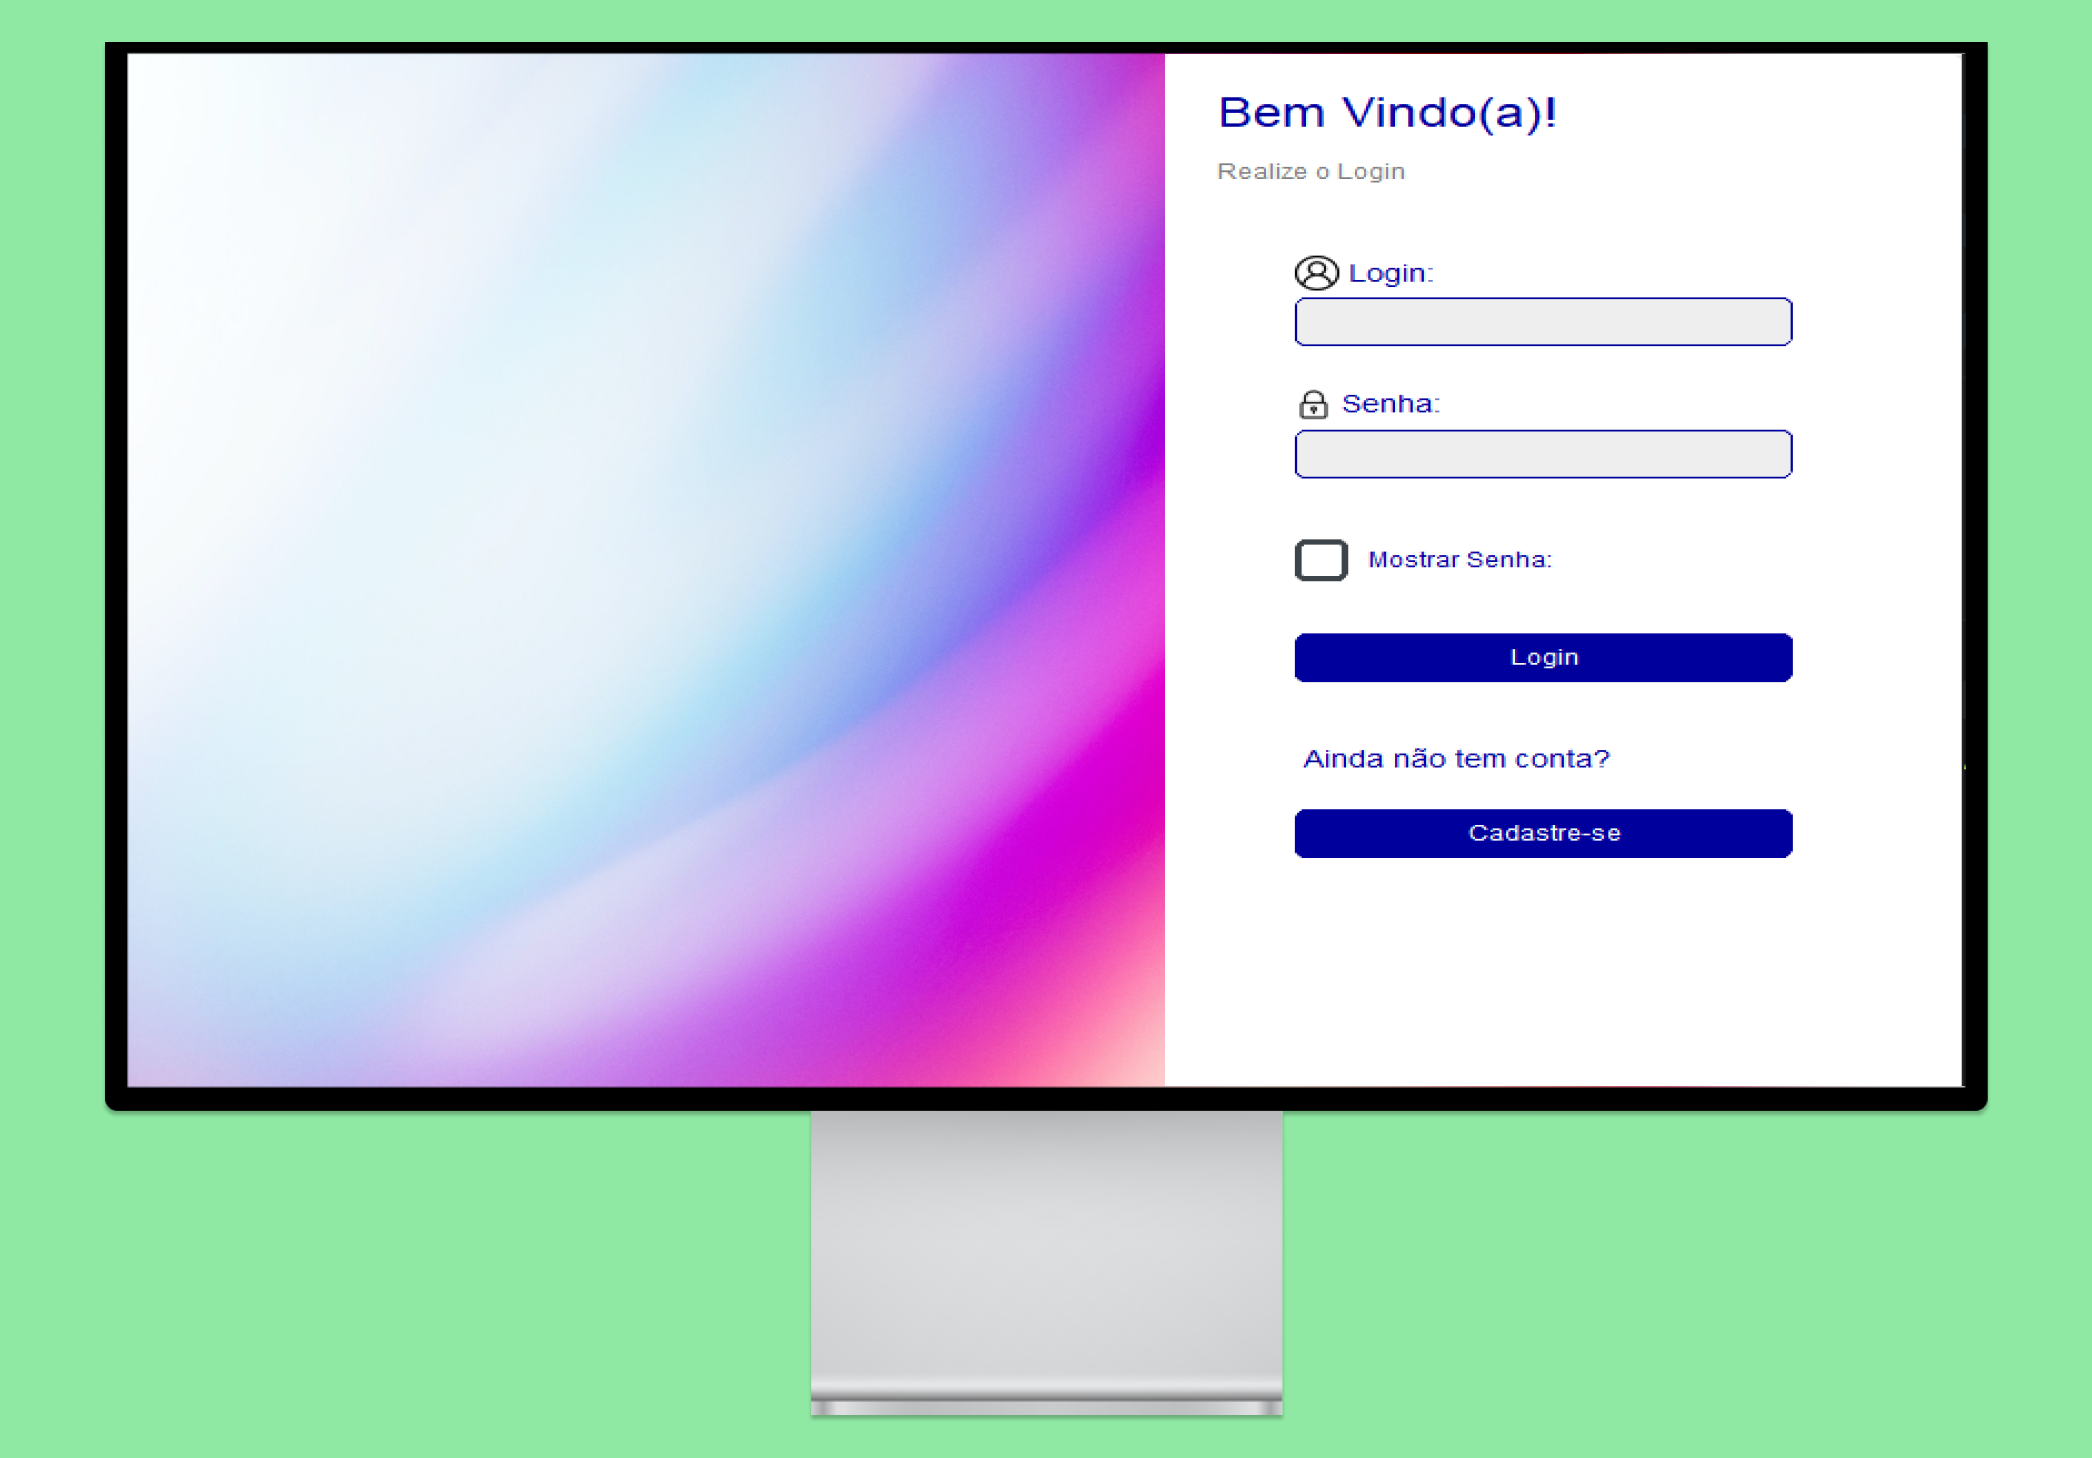 Bem Vindo(a)!
Realize o Login
Login:
Senha:
Mostrar Senha:
Login
Ainda não tem conta?
Cadastre-se